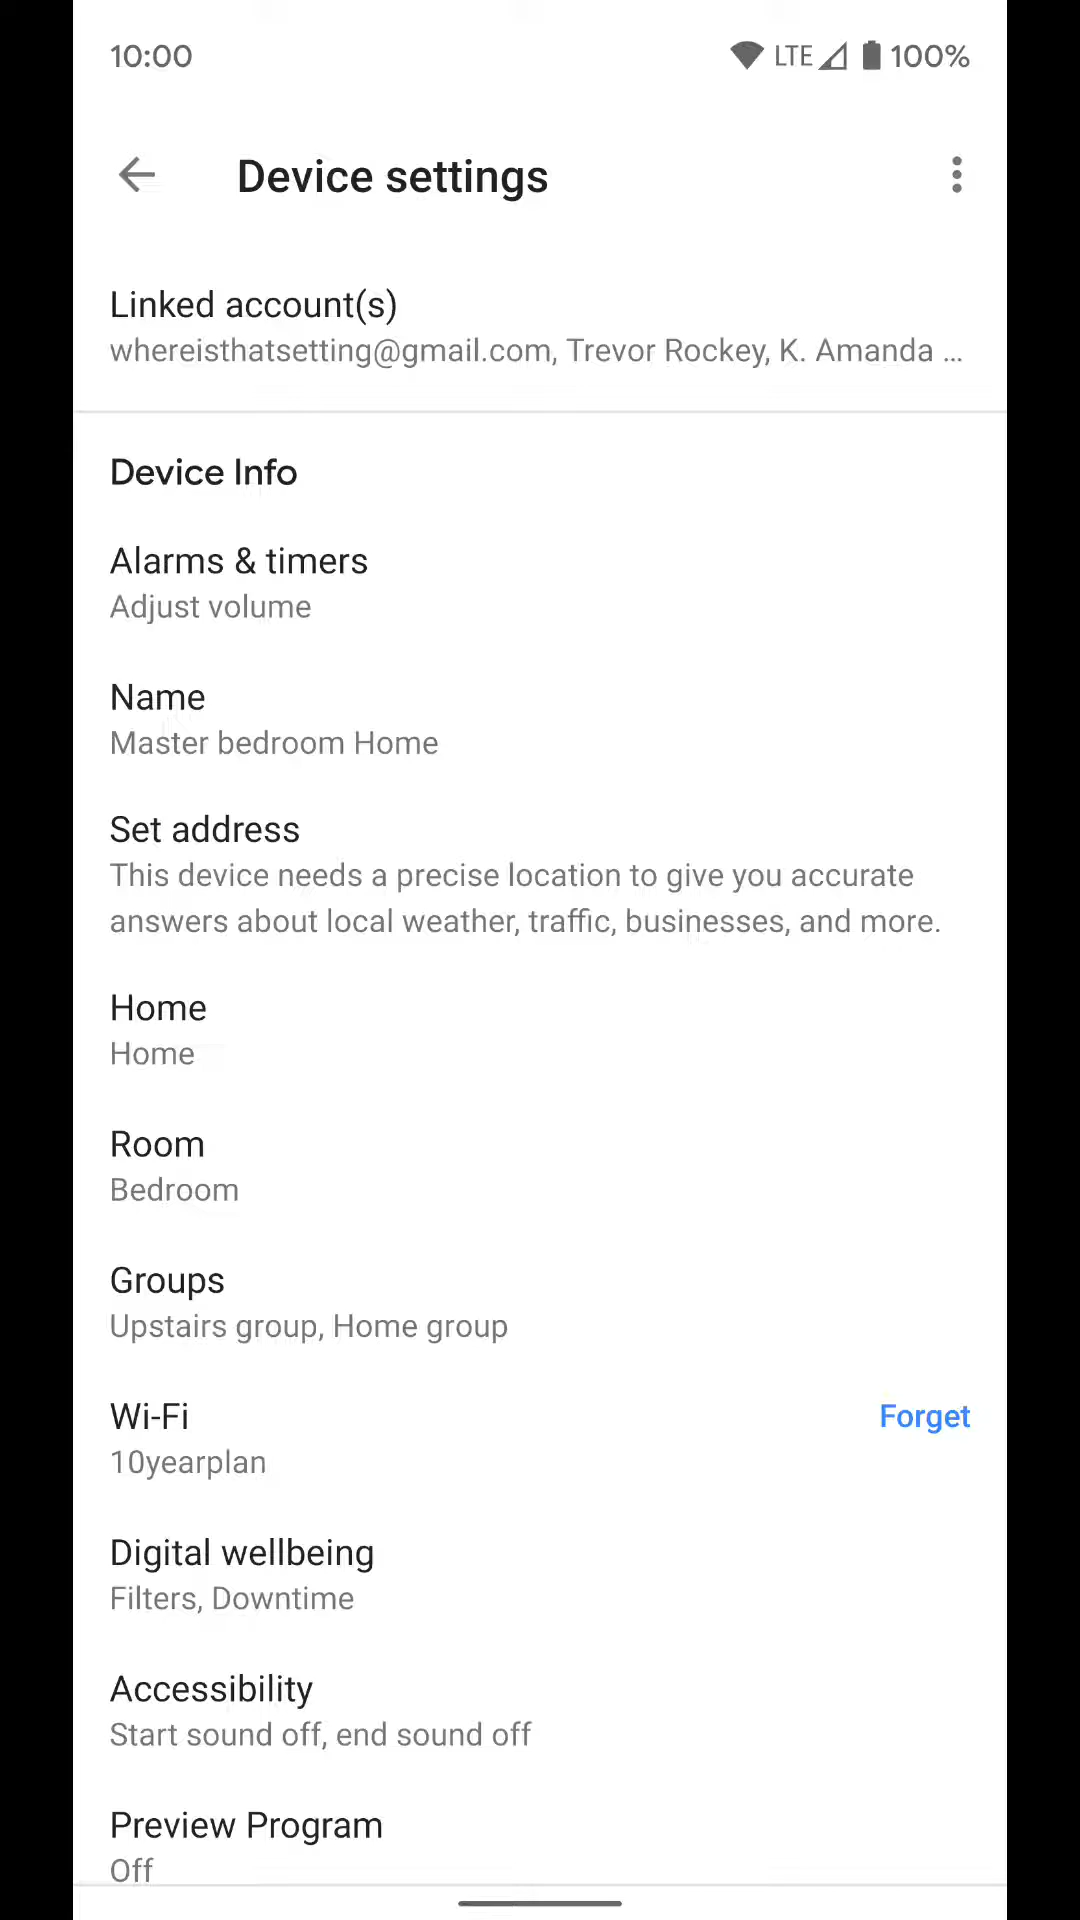 10:00 LTE 100%
Device settings
Linked account(s)
whereisthatsetting@gmail.com, Trevor Rockey, K. Amanda ...
Device Info
Alarms & timers
Adjust volume
Name
Master bedroom Home
Set address
This device needs a precise location to give you accurate
answers about local weather, traffic, businesses, and more.
Home
Home
Room
Bedroom
Groups
Upstairs group, Home group
Wi-Fi Forget
10yearplan
Digital wellbeing
Filters, Downtime
Accessibility
Start sound off, end sound off
Preview Program
Off